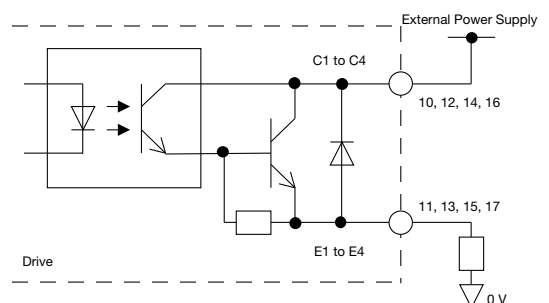 External Power Supply
C1 to C4
10, 12, 14, 16
11, 13, 15, 17
E1 to E4
Drive
0 V